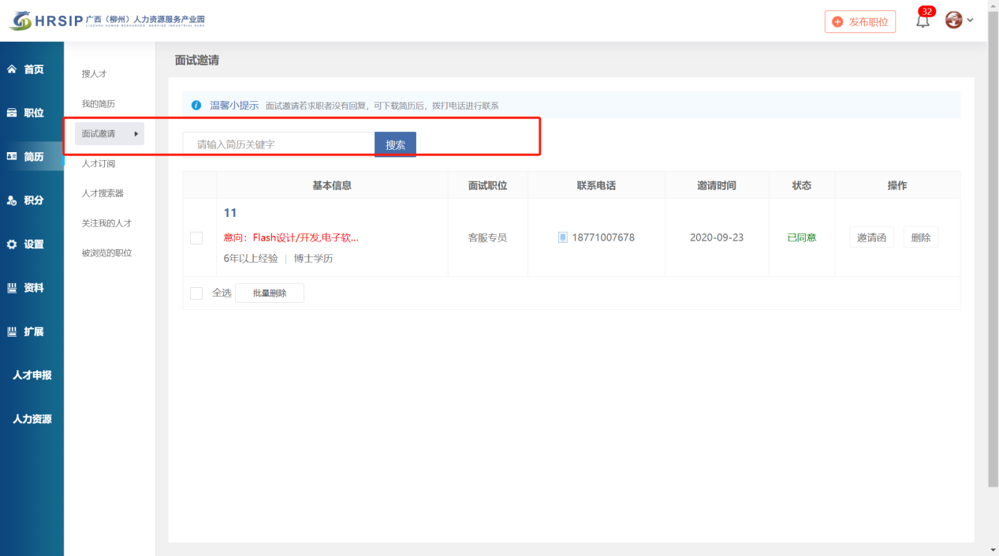 HRSIP 广西（柳州）人力资源服务产业园
LIUZHOU HUMAN RESOURCES SERVICE INDUSTRIAL PARK
发布职位
32
首页
职位
简历
积分
设置
资料
扩展
人才申报
人力资源
搜人才
我的简历
面试邀请
人才订阅
人才搜索器
关注我的人才
被浏览的职位
面试邀请
温馨小提示 面试邀请若求职者没有回复，可下载简历后，拨打电话进行联系
请输入简历关键字 搜索
基本信息 面试职位 联系电话 邀请时间 状态 操作
11
意向：Flash设计/开发,电子软...
6年以上经验 | 博士学历
客服专员 18771007678 2020-09-23 已同意 邀请函 删除
全选 批量删除